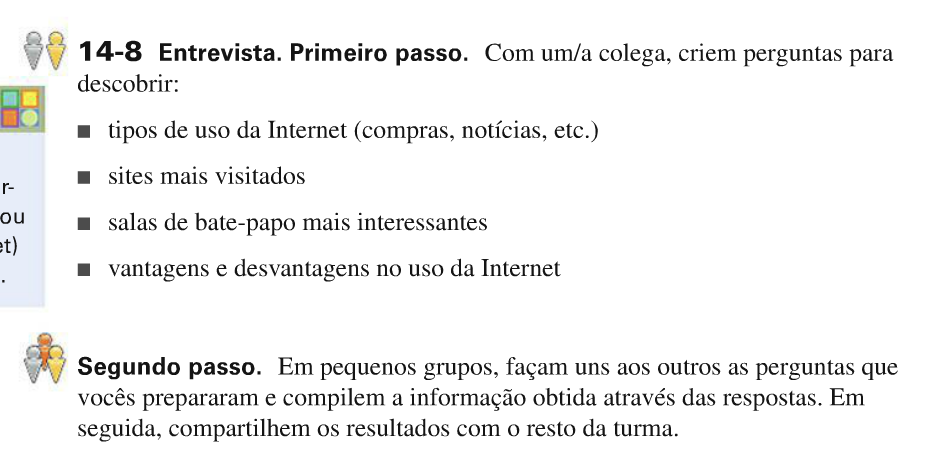 14-8 Entrevista. Primeiro passo. Com um/a colega, criem perguntas para
descobrir:
■ tipos de uso da Internet (compras, notícias, etc.)
■ sites mais visitados
■ salas de bate-papo mais interessantes
■ vantagens e desvantagens no uso da Internet
r-
ou
et)
.
Segundo passo. Em pequenos grupos, façam uns aos outros as perguntas que
vocês prepararam e compilem a informação obtida através das respostas. Em
seguida, compartilhem os resultados com o resto da turma.